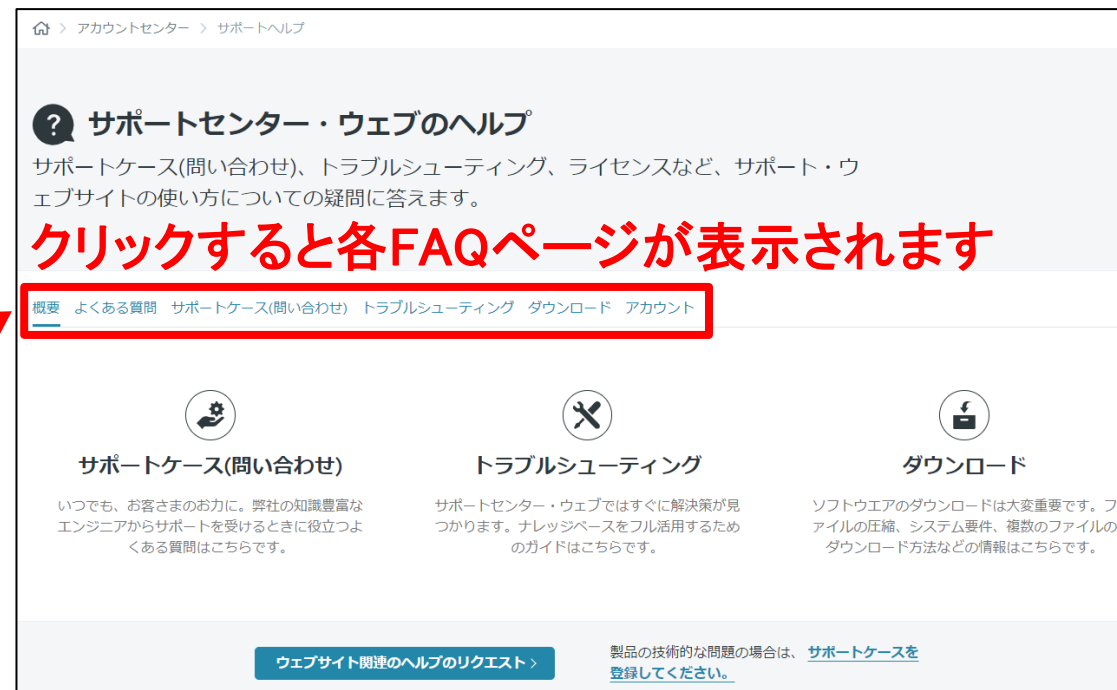 アカウントセンター > サポートヘルプ
? サポートセンター・ウェブのヘルプ
サポートケース(問い合わせ)、トラブルシューティング、ライセンスなど、サポート・ウ
ェブサイトの使い方についての疑問に答えます。
クリックすると各FAQページが表示されます
概要 よくある質問 サポートケース(問い合わせ) トラブルシューティング ダウンロード アカウント
サポートケース(問い合わせ)
いつでも、お客さまのお力に。弊社の知識豊富な
エンジニアからサポートを受けるときに役立つよ
くある質問はこちらです。
トラブルシューティング
サポートセンター・ウェブではすぐに解決策が見
つかります。ナレッジベースをフル活用するため
のガイドはこちらです。
ダウンロード
ソフトウエアのダウンロードは大変重要です。フ
ァイルの圧縮、システム要件、複数のファイルの
ダウンロード方法などの情報はこちらです。
ウェブサイト関連のヘルプのリクエスト >
製品の技術的な問題の場合は、 サポートケースを
登録してください。